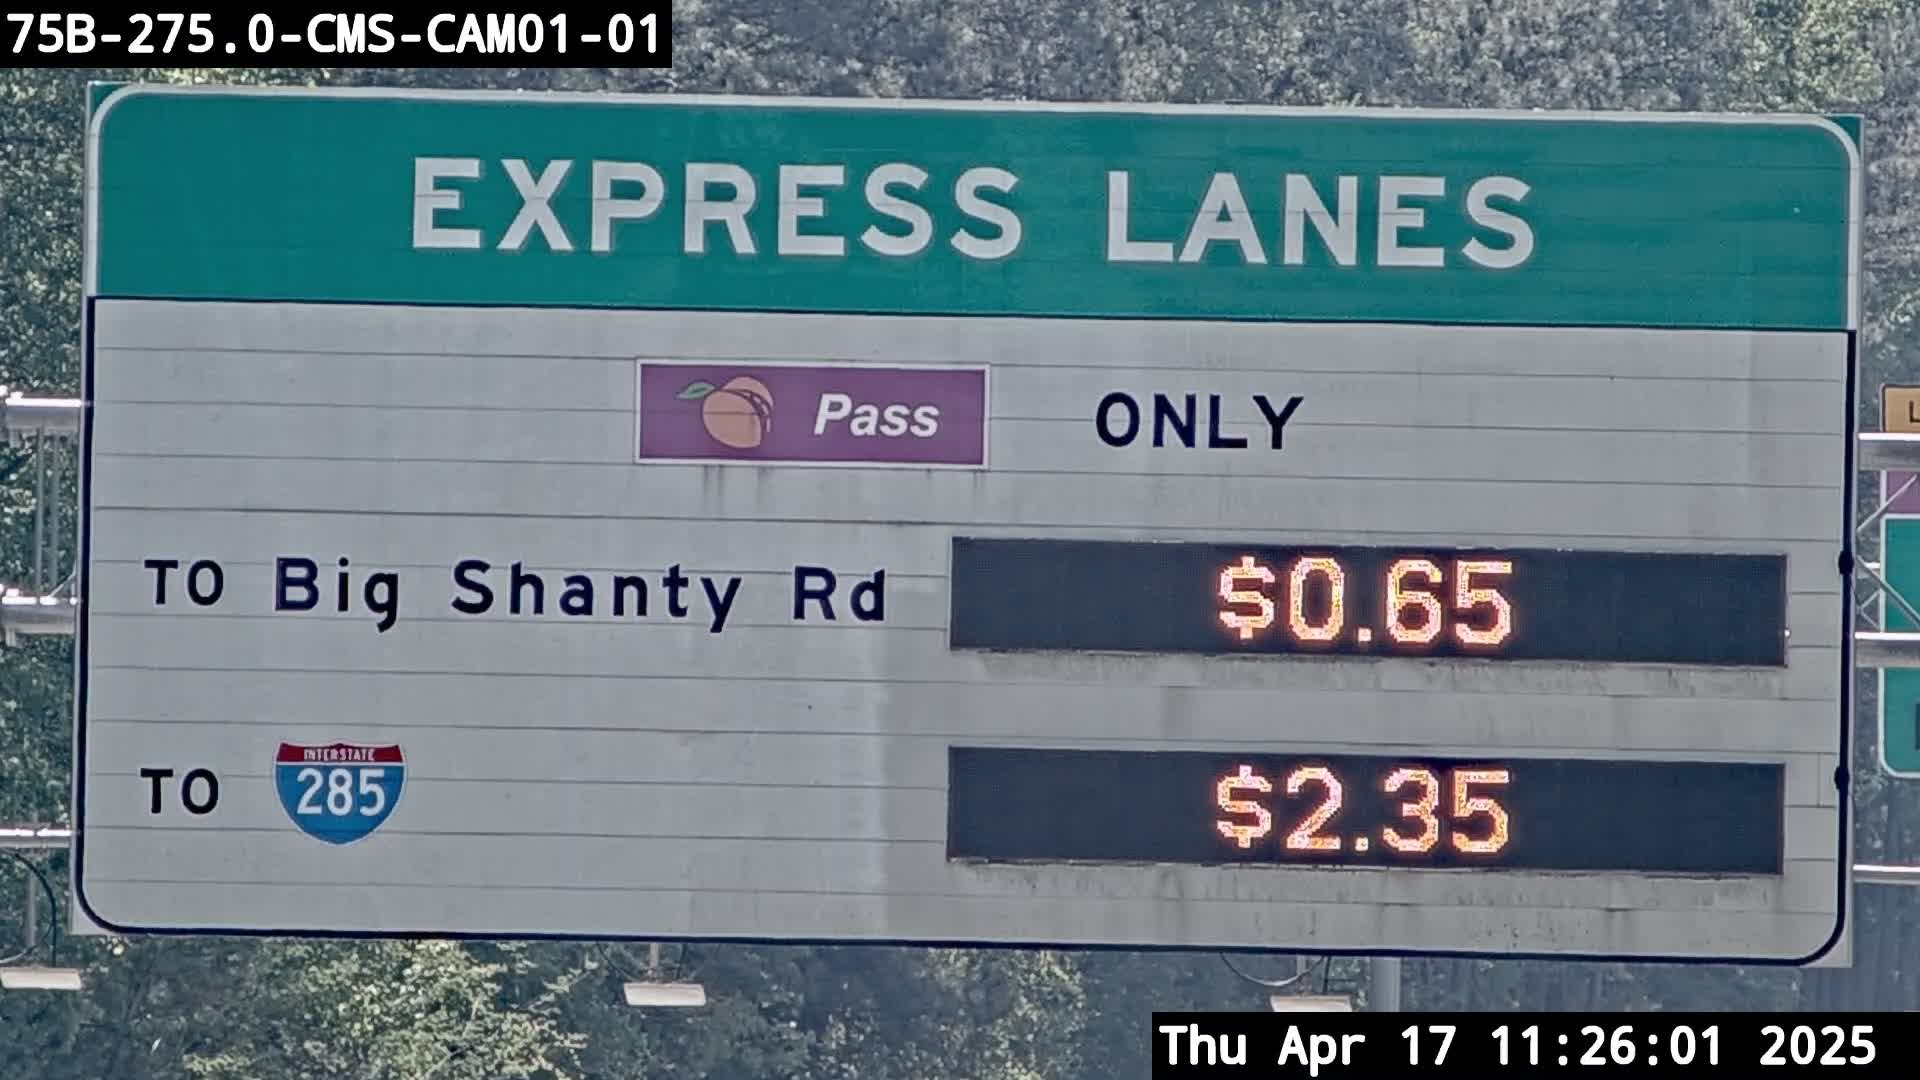 75B-275.0-CMS-CAM01-01
EXPRESS LANES
Pass ONLY
TO Big Shanty Rd $0.65
TO INTERSTATE 285 $2.35
Thu Apr 17 11:26:01 2025